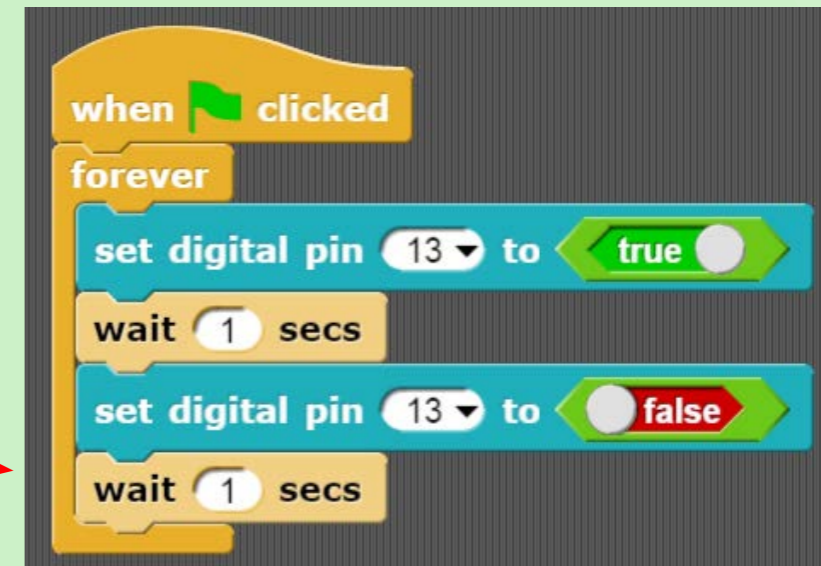 when clicked
forever
set digital pin 13 to true
wait 1 secs
set digital pin 13 to false
wait 1 secs